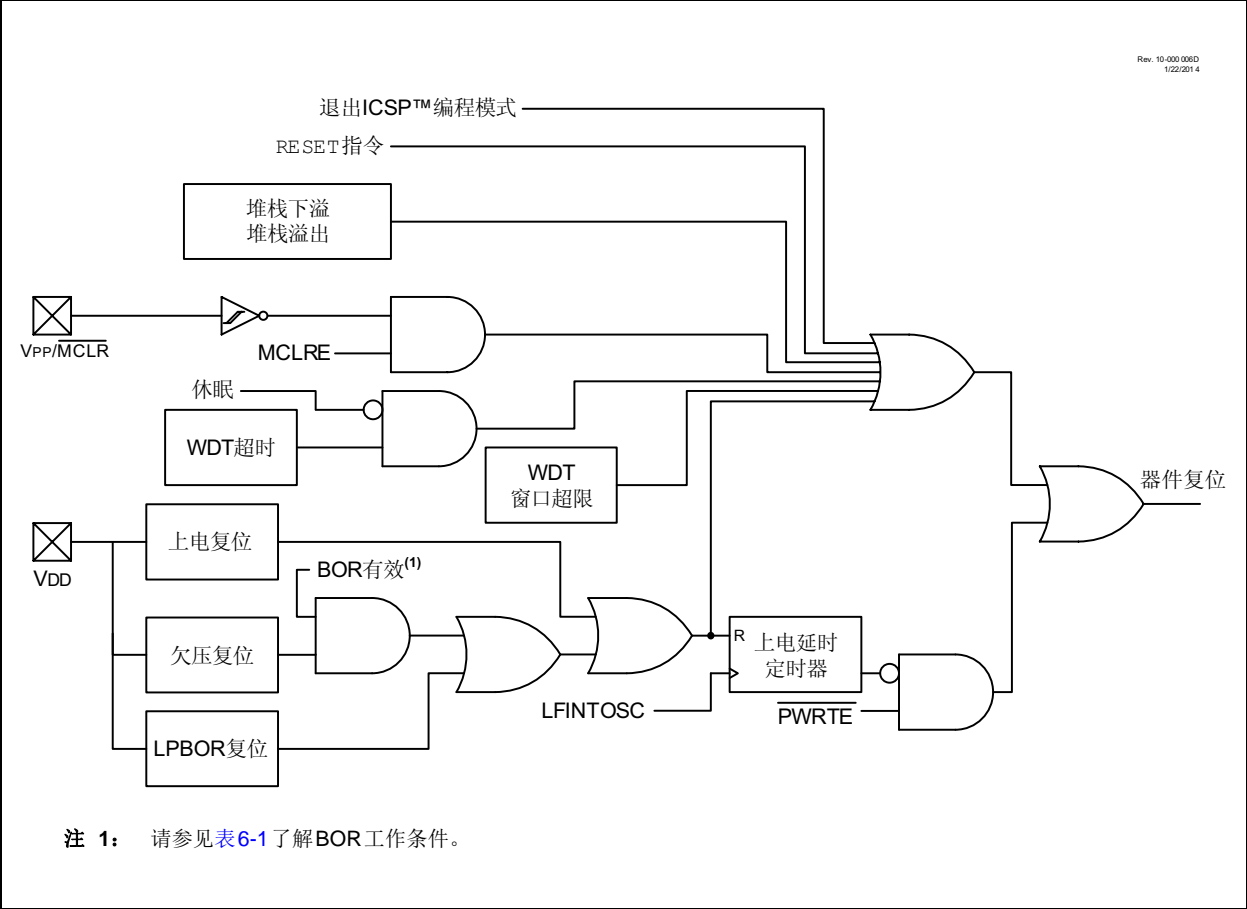 Rev. 10-000 006D
1/22/201 4
退出ICSP™编程模式
RESET指令
堆栈下溢
堆栈溢出
VPP/MCLR
MCLRE
休眠
WDT超时
WDT
窗口超限
器件复位
VDD
上电复位
BOR有效(1)
欠压复位
R
上电延时
定时器
LFINTOSC
PWRTE
LPBOR复位
注 1： 请参见表6-1了解BOR工作条件。